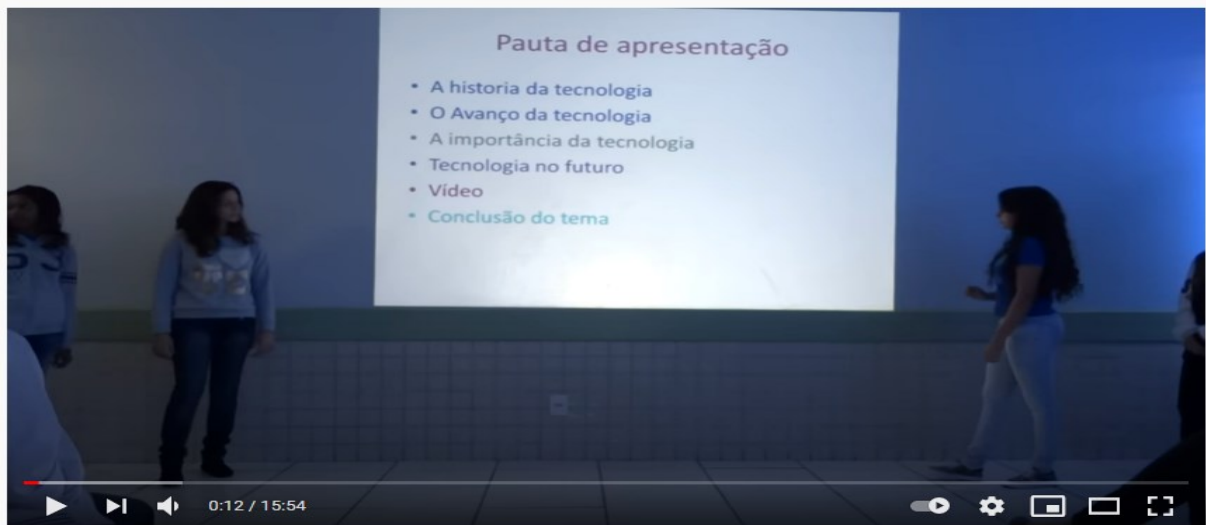 Pauta de apresentação
• A historia da tecnologia
• O Avanço da tecnologia
• A importância da tecnologia
• Tecnologia no futuro
• Vídeo
• Conclusão do tema
0:12 / 15:54